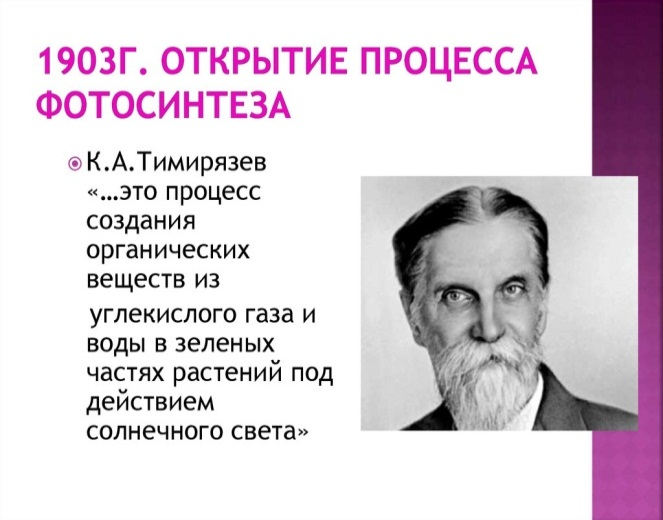 1903Г. ОТКРЫТИЕ ПРОЦЕССА
ФОТОСИНТЕЗА
К.А.Тимирязев
«…это процесс
создания
органических
веществ из
углекислого газа и
воды в зеленых
частях растений под
действием
солнечного света»